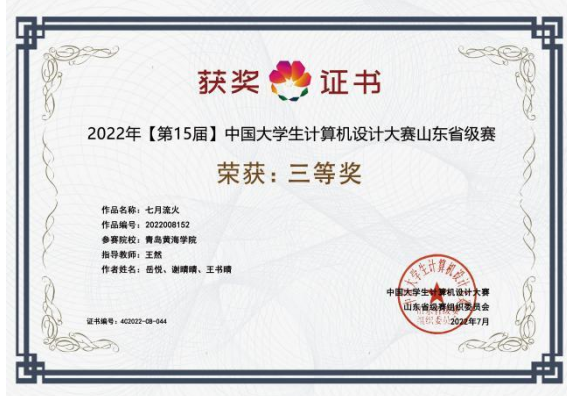 获奖证书
2022年【第15届】中国大学生计算机设计大赛山东省级赛
荣获：三等奖
作品名称：七月流火
作品编号：2022008152
参赛院校：青岛黄海学院
指导教师：王然
作者姓名：岳悦、谢晴晴、王书晴
中国大学生计算机设计大赛
山东省级赛组织委员会
2022年7月
证书编号：4C2022-CB-044